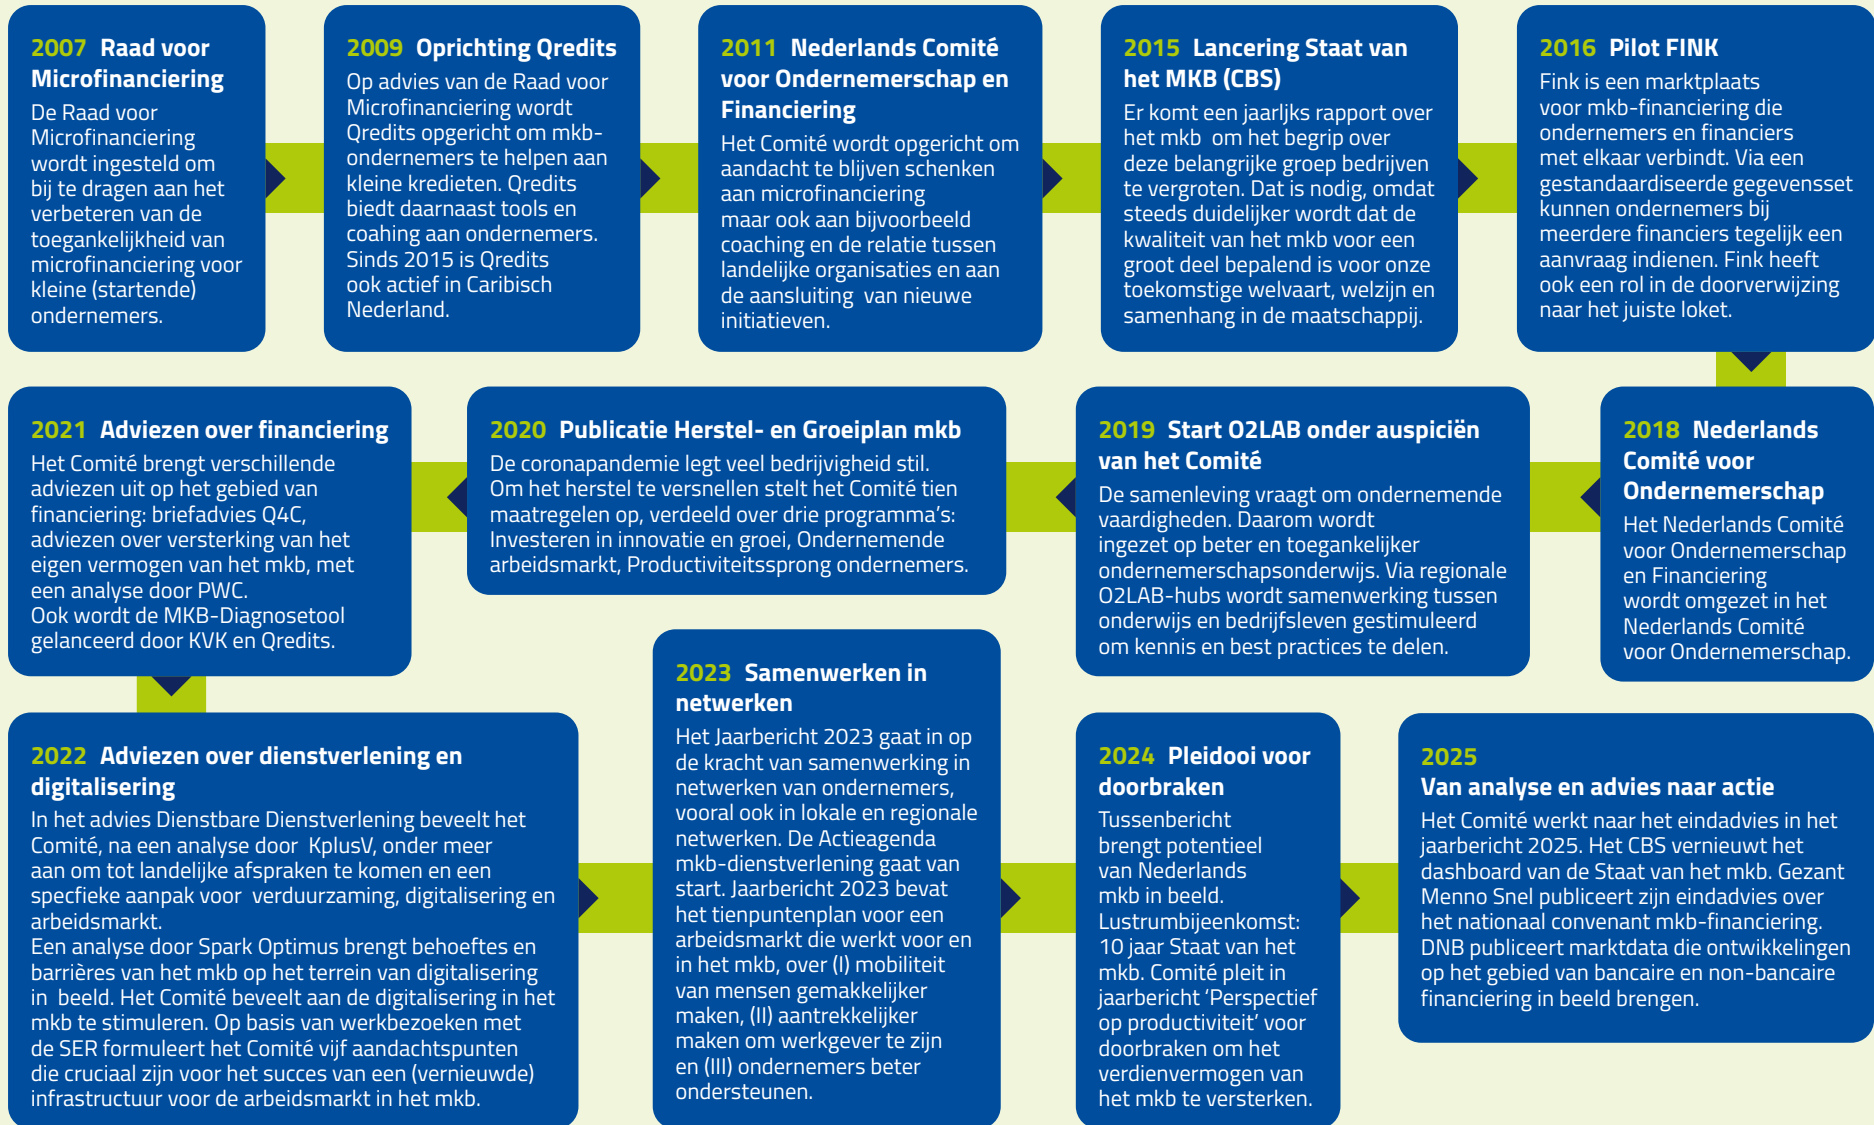 2007 Raad voor
Microfinanciering
De Raad voor
Microfinanciering
wordt ingesteld om
bij te dragen aan het
verbeteren van de
toegankelijkheid van
microfinanciering voor
kleine (startende)
ondernemers.
2009 Oprichting Qredits
Op advies van de Raad voor
Microfinanciering wordt
Qredits opgericht om mkb-
ondernemers te helpen aan
kleine kredieten. Qredits
biedt daarnaast tools en
coahing aan ondernemers.
Sinds 2015 is Qredits
ook actief in Caribisch
Nederland.
2011 Nederlands Comité
voor Ondernemerschap en
Financiering
Het Comité wordt opgericht om
aandacht te blijven schenken
aan microfinanciering
maar ook aan bijvoorbeeld
coaching en de relatie tussen
landelijke organisaties en aan
de aansluiting van nieuwe
initiatieven.
2015 Lancering Staat van
het MKB (CBS)
Er komt een jaarljks rapport over
het mkb om het begrip over
deze belangrijke groep bedrijven
te vergroten. Dat is nodig, omdat
steeds duidelijker wordt dat de
kwaliteit van het mkb voor een
groot deel bepalend is voor onze
toekomstige welvaart, welzijn en
samenhang in de maatschappij.
2016 Pilot FINK
Fink is een marktplaats
voor mkb-financiering die
ondernemers en financiers
met elkaar verbindt. Via een
gestandaardiseerde gegevensset
kunnen ondernemers bij
meerdere financiers tegelijk een
aanvraag indienen. Fink heeft
ook een rol in de doorverwijzing
naar het juiste loket.
2018 Nederlands
Comité voor
Ondernemerschap
Het Nederlands Comité
voor Ondernemerschap
en Financiering
wordt omgezet in het
Nederlands Comité
voor Ondernemerschap.
2019 Start O2LAB onder auspiciën
van het Comité
De samenleving vraagt om ondernemende
vaardigheden. Daarom wordt
ingezet op beter en toegankelijker
ondernemerschapsonderwijs. Via regionale
O2LAB-hubs wordt samenwerking tussen
onderwijs en bedrijfsleven gestimuleerd
om kennis en best practices te delen.
2020 Publicatie Herstel- en Groeiplan mkb
De coronapandemie legt veel bedrijvigheid stil.
Om het herstel te versnellen stelt het Comité tien
maatregelen op, verdeeld over drie programma's:
Investeren in innovatie en groei, Ondernemende
arbeidsmarkt, Productiviteitssprong ondernemers.
2021 Adviezen over financiering
Het Comité brengt verschillende
adviezen uit op het gebied van
financiering: briefadvies Q4C,
adviezen over versterking van het
eigen vermogen van het mkb, met
een analyse door PWC.
Ook wordt de MKB-Diagnosetool
gelanceerd door KVK en Qredits.
2022 Adviezen over dienstverlening en
digitalisering
In het advies Dienstbare Dienstverlening beveelt het
Comité, na een analyse door KplusV, onder meer
aan om tot landelijke afspraken te komen en een
specfieke aanpak voor verduurzaming, digitalisering en
arbeidsmarkt.
Een analyse door Spark Optimus brengt behoeftes en
barrières van het mkb op het terrein van digitalisering
in beeld. Het Comité beveelt aan de digitalisering in het
mkb te stimuleren. Op basis van werkbezoeken met
de SER formuleert het Comité vijf aandachtspunten
die cruciaal zijn voor het succes van een (vernieuwde)
infrastructuur voor de arbeidsmarkt in het mkb.
2023 Samenwerken in
netwerken
Het Jaarbericht 2023 gaat in op
de kracht van samenwerking in
netwerken van ondernemers,
vooral ook in lokale en regionale
netwerken. De Actieagenda
mkb-dienstverlening gaat van
start. Jaarbericht 2023 bevat
het tienpuntenplan voor een
arbeidsmarkt die werkt voor en
in het mkb, over (I) mobiliteit
van mensen gemakkelijker
maken, (II) aantrekkelijker
maken om werkgever te zijn
en (III) ondernemers beter
ondersteunen.
2024 Pleidooi voor
doorbraken
Tussenbericht
brengt potentieel
van Nederlands
mkb in beeld.
Lustrumbijeenkomst:
10 jaar Staat van het
mkb. Comité pleit in
jaarbericht 'Perspectief
op productiviteit' voor
doorbraken om het
verdienvermogen van
het mkb te versterken.
2025
Van analyse en advies naar actie
Het Comité werkt naar het eindadvies in het
jaarbericht 2025. Het CBS vernieuwt het
dashboard van de Staat van het mkb. Gezant
Menno Snel publiceert zijn eindadvies over
het nationaal convenant mkb-financiering.
DNB publiceert marktdata die ontwikkelingen
op het gebied van bancaire en non-bancaire
financiering in beeld brengen.